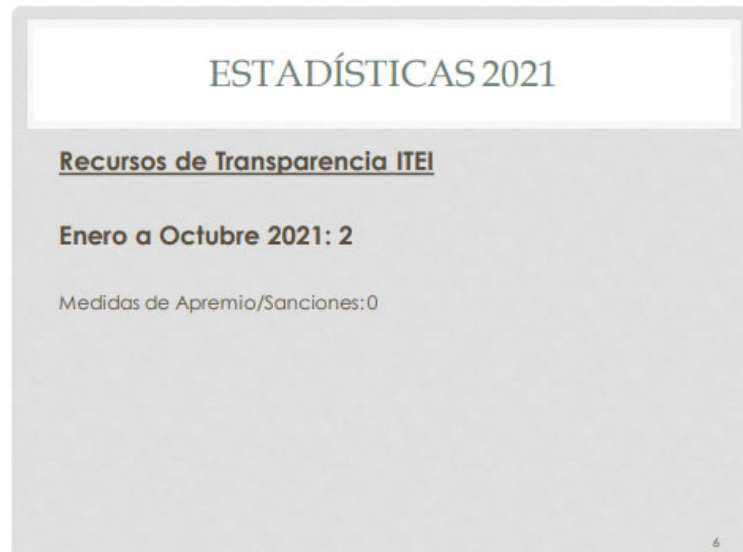 ESTADÍSTICAS 2021
Recursos de Transparencia ITEI
Enero a Octubre 2021: 2
Medidas de Apremio/Sanciones:0
6